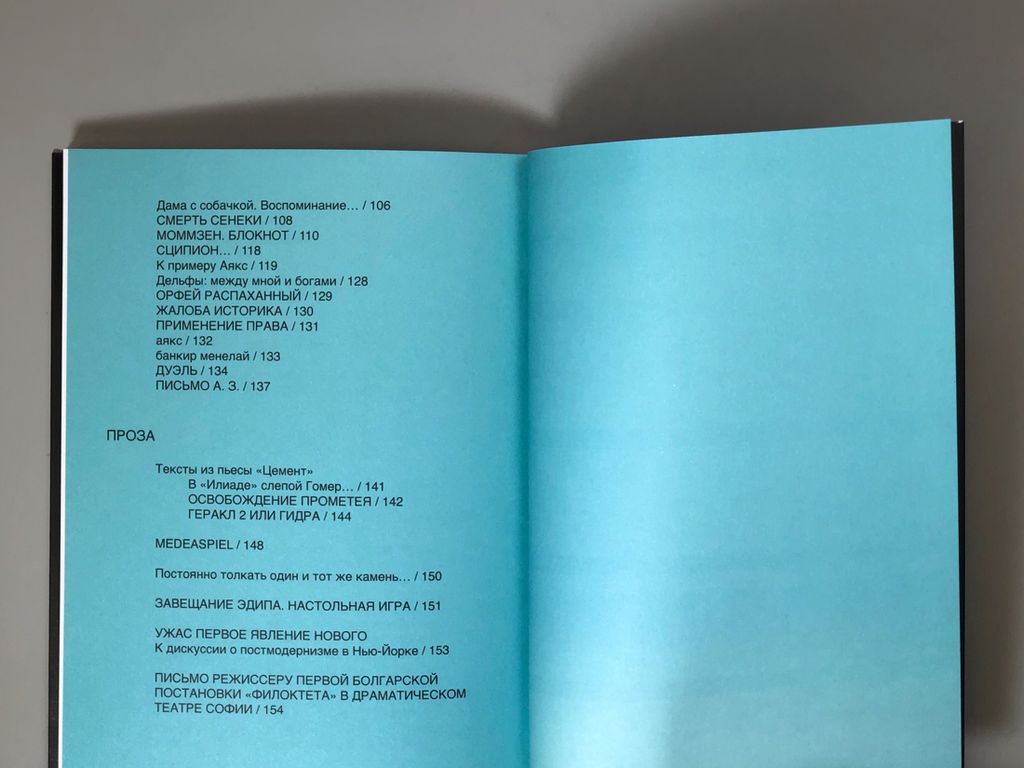 Дама с собачкой. Воспоминание... / 106
СМЕРТЬ СЕНЕКИ / 108
МОММЗЕН. БЛОКНОТ / 110
СЦИПИОН... / 118
К примеру Аякс / 119
Дельфы: между мной и богами / 128
ОРФЕЙ РАСПАХАННЫЙ / 129
ЖАЛОБА ИСТОРИКА / 130
ПРИМЕНЕНИЕ ПРАВА / 131
аякс / 132
банкир менелай / 133
ДУЭЛЬ / 134
ПИСЬМО А. З. / 137
ПРОЗА
Тексты из пьесы «Цемент»
В «Илиаде» слепой Гомер... / 141
ОСВОБОЖДЕНИЕ ПРОМЕТЕЯ / 142
ГЕРАКЛ 2 ИЛИ ГИДРА / 144
MEDEASPIEL / 148
Постоянно толкать один и тот же камень... / 150
ЗАВЕЩАНИЕ ЭДИПА. НАСТОЛЬНАЯ ИГРА / 151
УЖАС ПЕРВОЕ ЯВЛЕНИЕ НОВОГО
К дискуссии о постмодернизме в Нью-Йорке / 153
ПИСЬМО РЕЖИССЕРУ ПЕРВОЙ БОЛГАРСКОЙ
ПОСТАНОВКИ «ФИЛОКТЕТА» В ДРАМАТИЧЕСКОМ
ТЕАТРЕ СОФИИ / 154